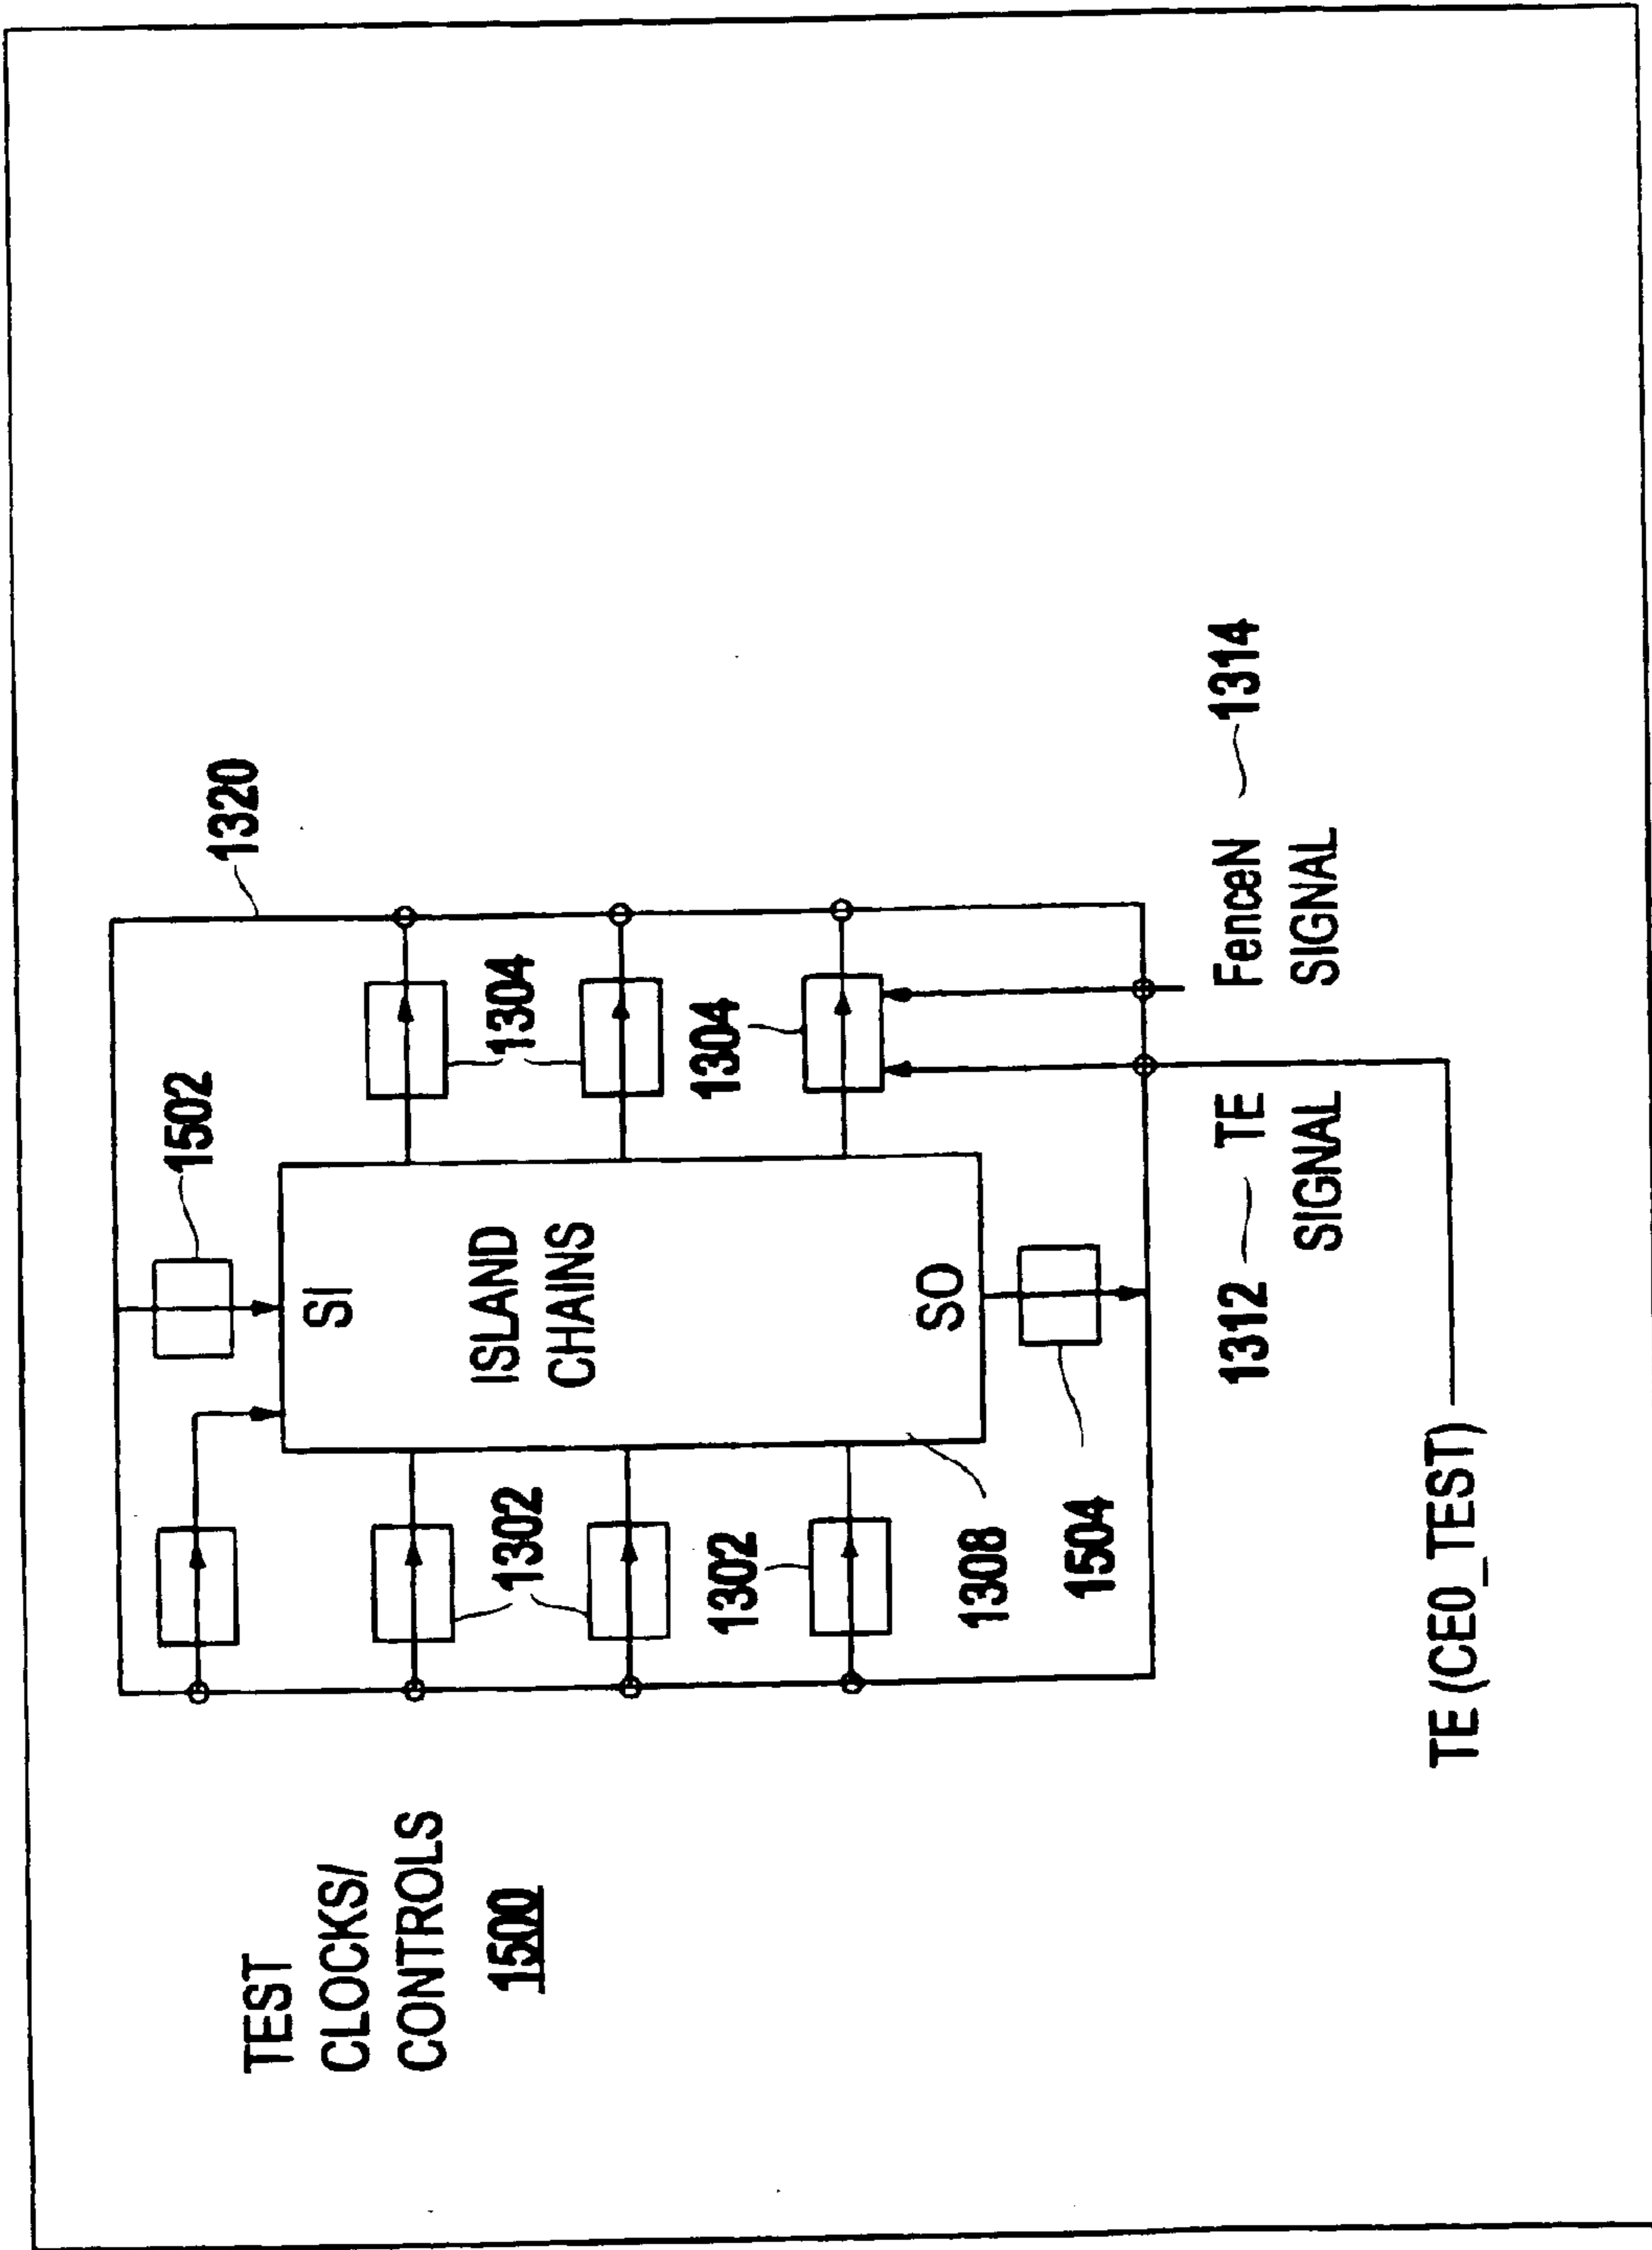 TEST
CLOCKS/
CONTROLS
1500
1502
1320
SI
ISLAND
CHAINS
SO
1302
1302
1304
1304
1308
1504
1312
TE
SIGNAL
FenceN
SIGNAL
1314
TE (CE0_TEST)